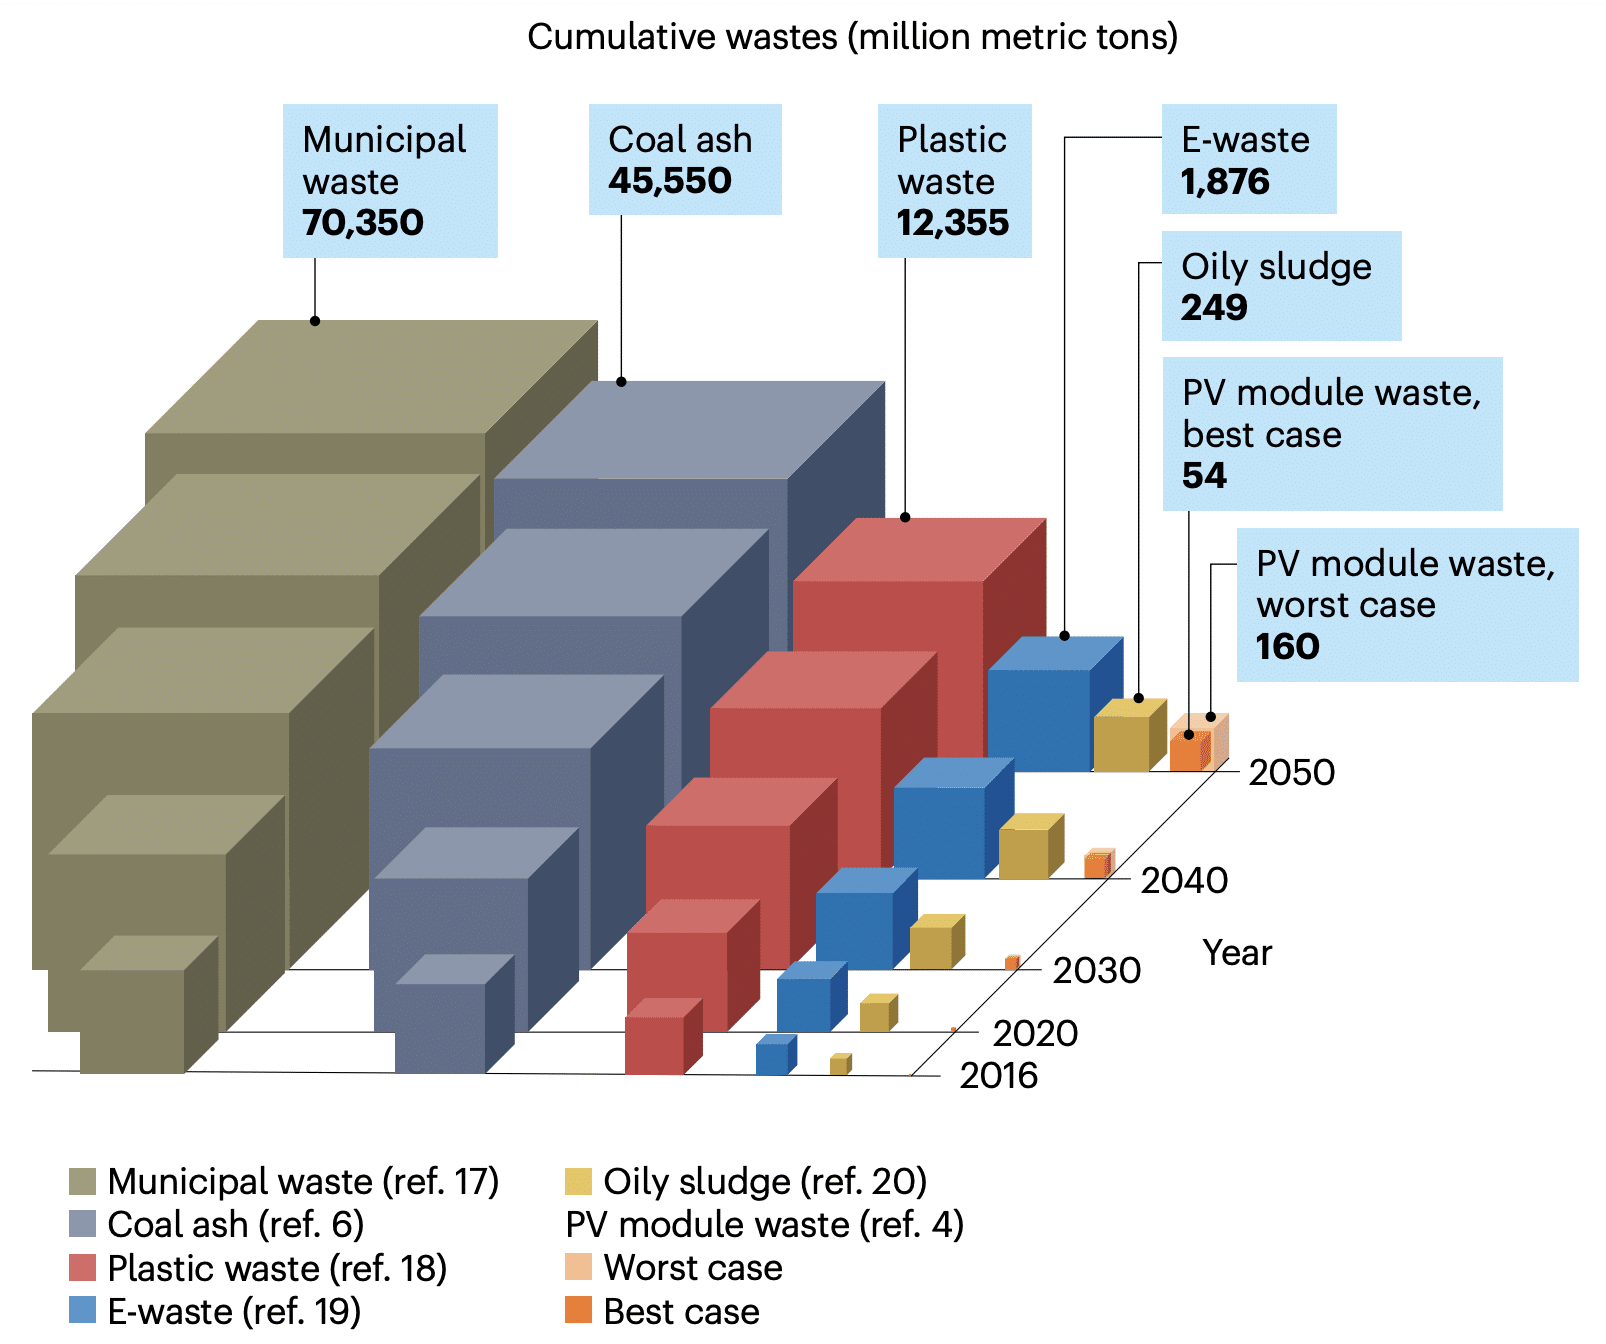 Cumulative wastes (million metric tons)
Municipal
waste
70,350
Coal ash
45,550
Plastic
waste
12,355
E-waste
1,876
Oily sludge
249
PV module waste,
best case
54
PV module waste,
worst case
160
2050
2040
Year
2030
2020
2016
Municipal waste (ref. 17)
Coal ash (ref. 6)
Plastic waste (ref. 18)
E-waste (ref. 19)
Oily sludge (ref. 20)
PV module waste (ref. 4)
Worst case
Best case